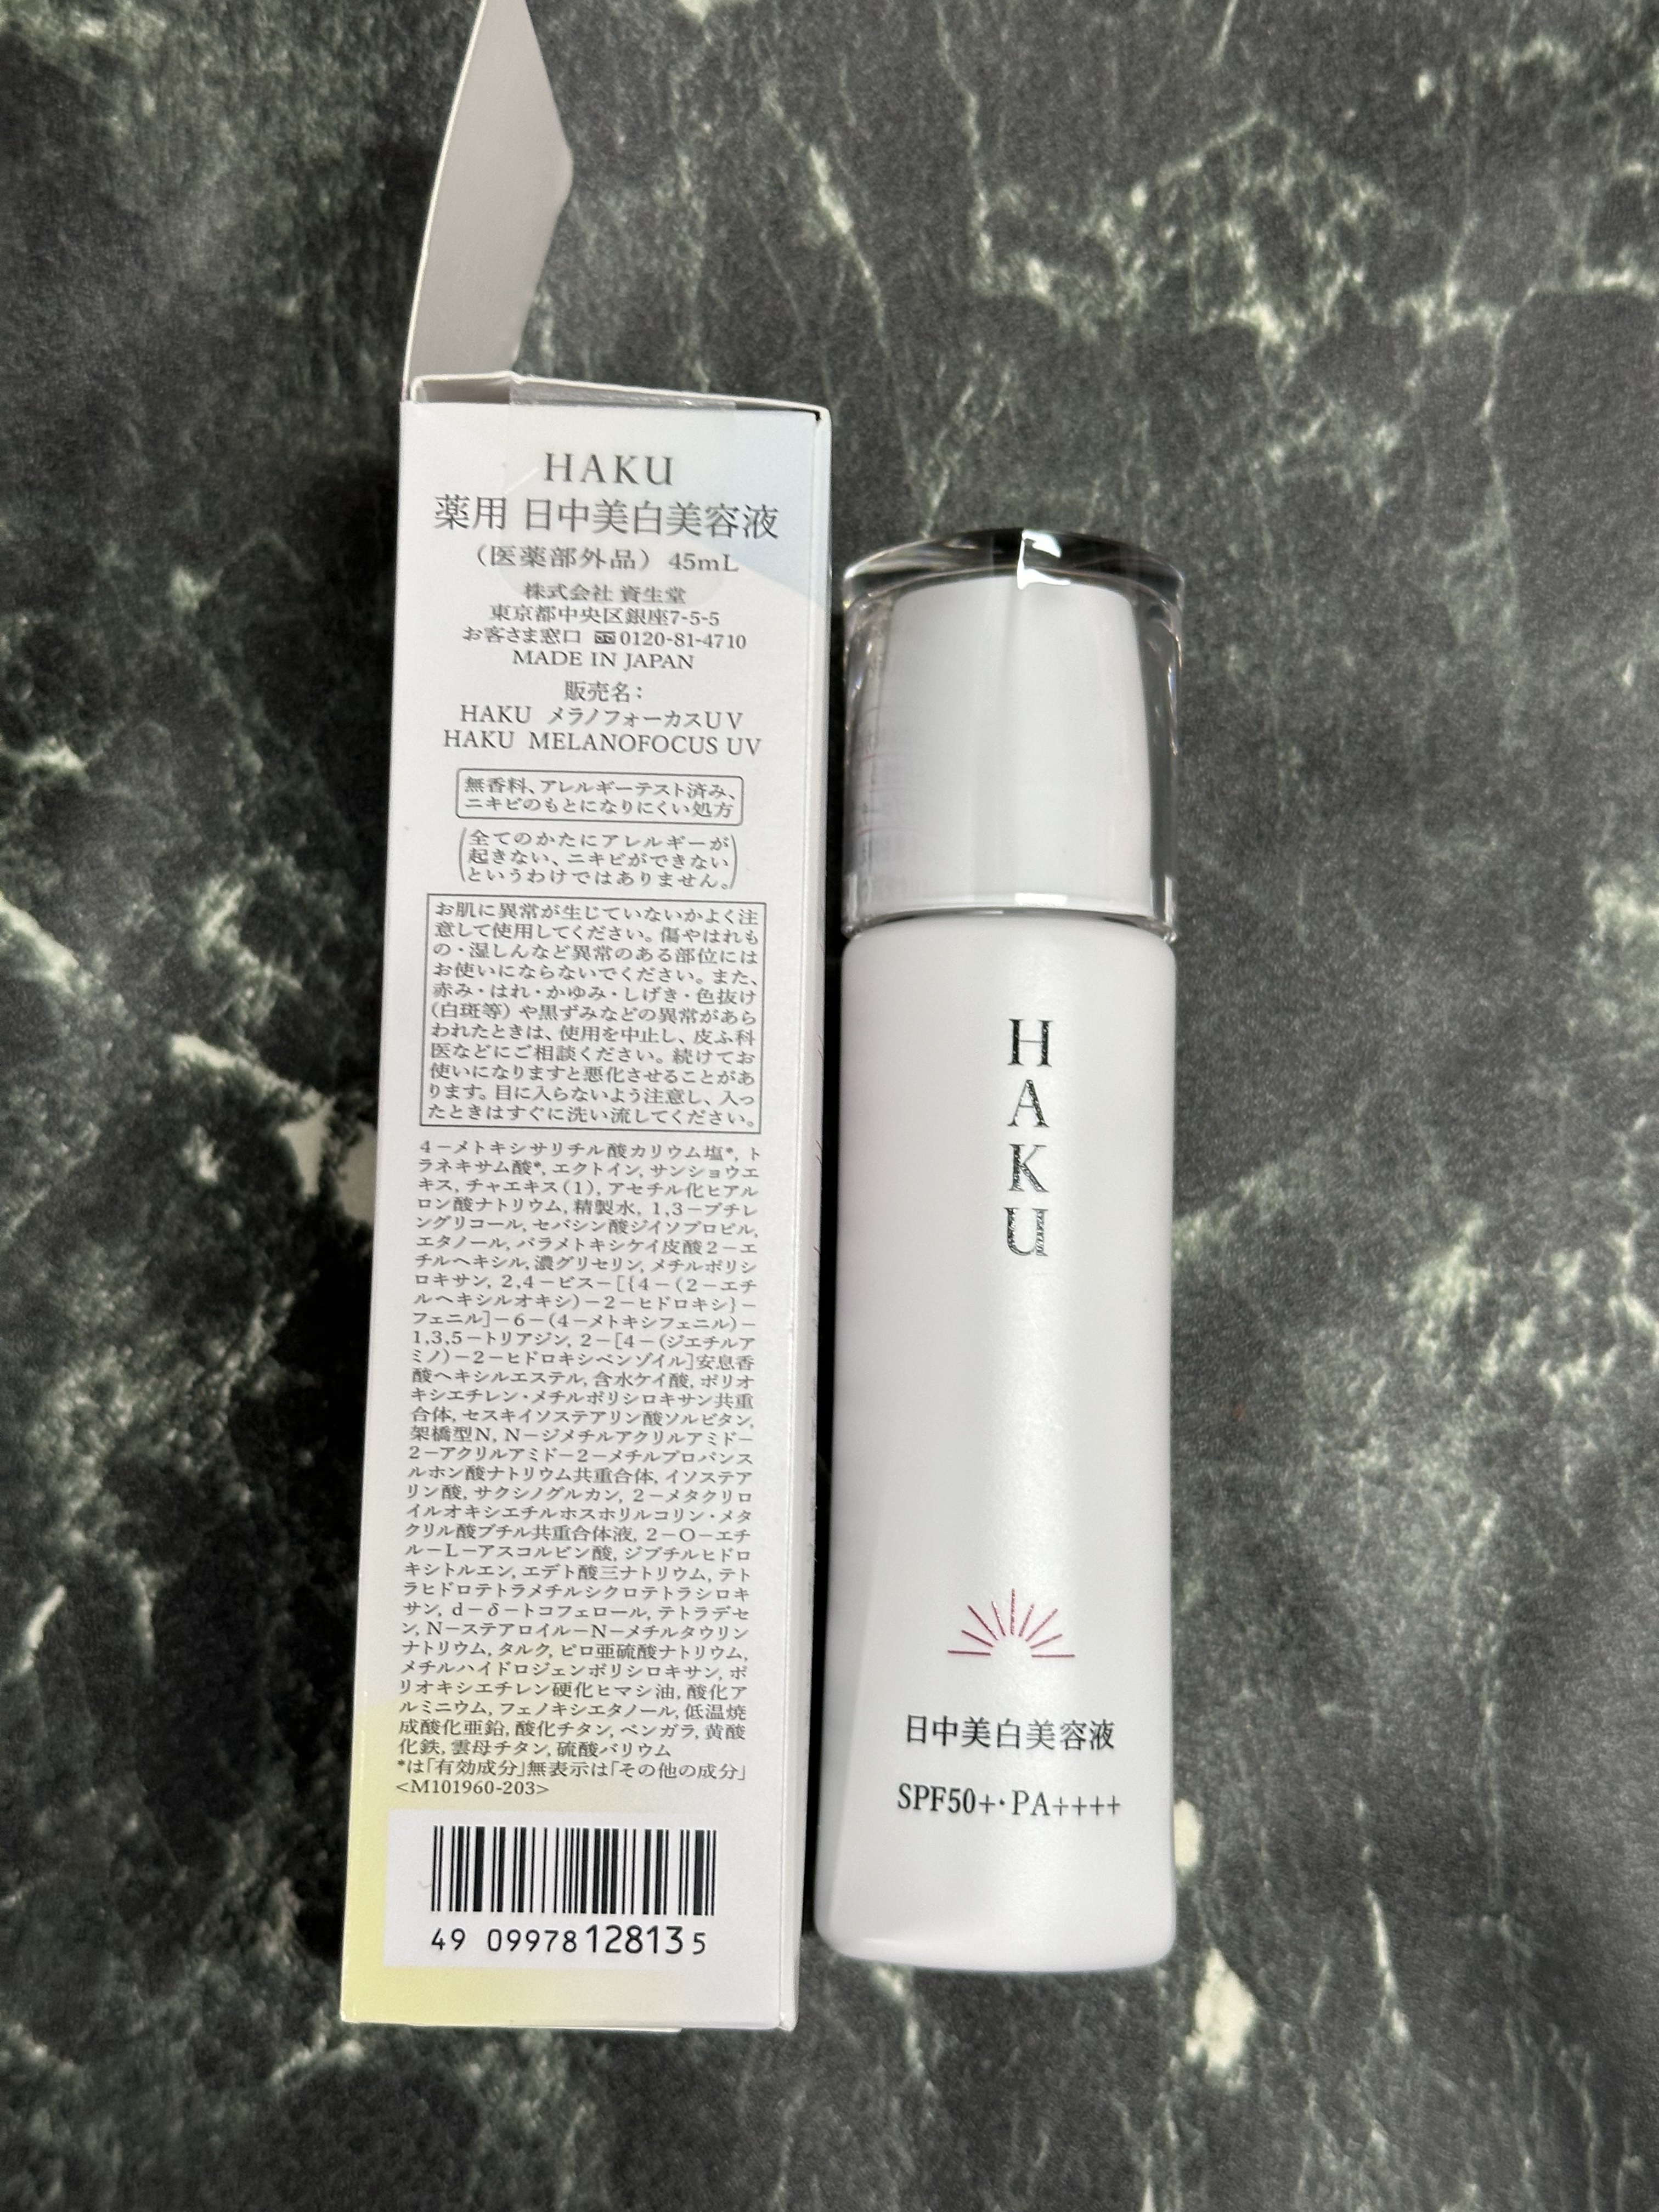 HAKU
薬用 日中美白美容液
（医薬部外品） 45mL
株式会社 資生堂
東京都中央区銀座7-5-5
お客さま窓口 0120-81-4710
MADE IN JAPAN
販売名：
HAKU メラノフォーカスUV
HAKU MELANOFOCUS UV
無香料、アレルギーテスト済み、
ニキビのもとになりにくい処方
（全てのかたにアレルギーが
起きない、ニキビができない
というわけではありません。）
お肌に異常が生じていないかよく注
意して使用してください。傷やはれも
の・湿しんなど異常のある部位には
お使いにならないでください。また、
赤み・はれ・かゆみ・しげき・色抜け
（白斑等）や黒ずみなどの異常があら
われたときは、使用を中止し、皮ふ科
医などにご相談ください。続けてお
使いになりますと悪化させることがあ
ります。目に入らないよう注意し、入っ
たときはすぐに洗い流してください。
4－メトキシサリチル酸カリウム塩*, ト
ラネキサム酸*, エクトイン, サンショウエ
キス, チャエキス(1), アセチル化ヒアル
ロン酸ナトリウム, 精製水, 1,3－ブチレ
ングリコール, セバシン酸ジイソプロピル,
エタノール, パラメトキシケイ皮酸2－エ
チルヘキシル, 濃グリセリン, メチルポリシ
ロキサン, 2,4－ビス－[{4－(2－エチ
ルヘキシルオキシ)－2－ヒドロキシ}－
フェニル]－6－(4－メトキシフェニル)－
1,3,5－トリアジン, 2－[4－(ジエチルア
ミノ)－2－ヒドロキシベンゾイル]安息香
酸ヘキシルエステル, 含水ケイ酸, ポリオ
キシエチレン・メチルポリシロキサン共重
合体, セスキイソステアリン酸ソルビタン,
架橋型N, N－ジメチルアクリルアミド－
2－アクリルアミド－2－メチルプロパンス
ルホン酸ナトリウム共重合体, イソステア
リン酸, サクシノグルカン, 2－メタクリロ
イルオキシエチルホスホリルコリン・メタ
クリル酸ブチル共重合体液, 2－O－エチ
ル－L－アスコルビン酸, ジブチルヒドロ
キシトルエン, エデト酸三ナトリウム, テト
ラヒドロテトラメチルシクロテトラシロキ
サン, d－δ－トコフェロール, テトラデセ
ン, N－ステアロイル－N－メチルタウリン
ナトリウム, タルク, ピロ亜硫酸ナトリウム,
メチルハイドロジェンポリシロキサン, ポ
リオキシエチレン硬化ヒマシ油, 酸化ア
ルミニウム, フェノキシエタノール, 低温焼
成酸化亜鉛, 酸化チタン, ベンガラ, 黄酸
化鉄, 雲母チタン, 硫酸バリウム
*は「有効成分」無表示は「その他の成分」
<M101960-203>
49 09978 12813 5
H
A
K
U
日中美白美容液
SPF50+・PA++++